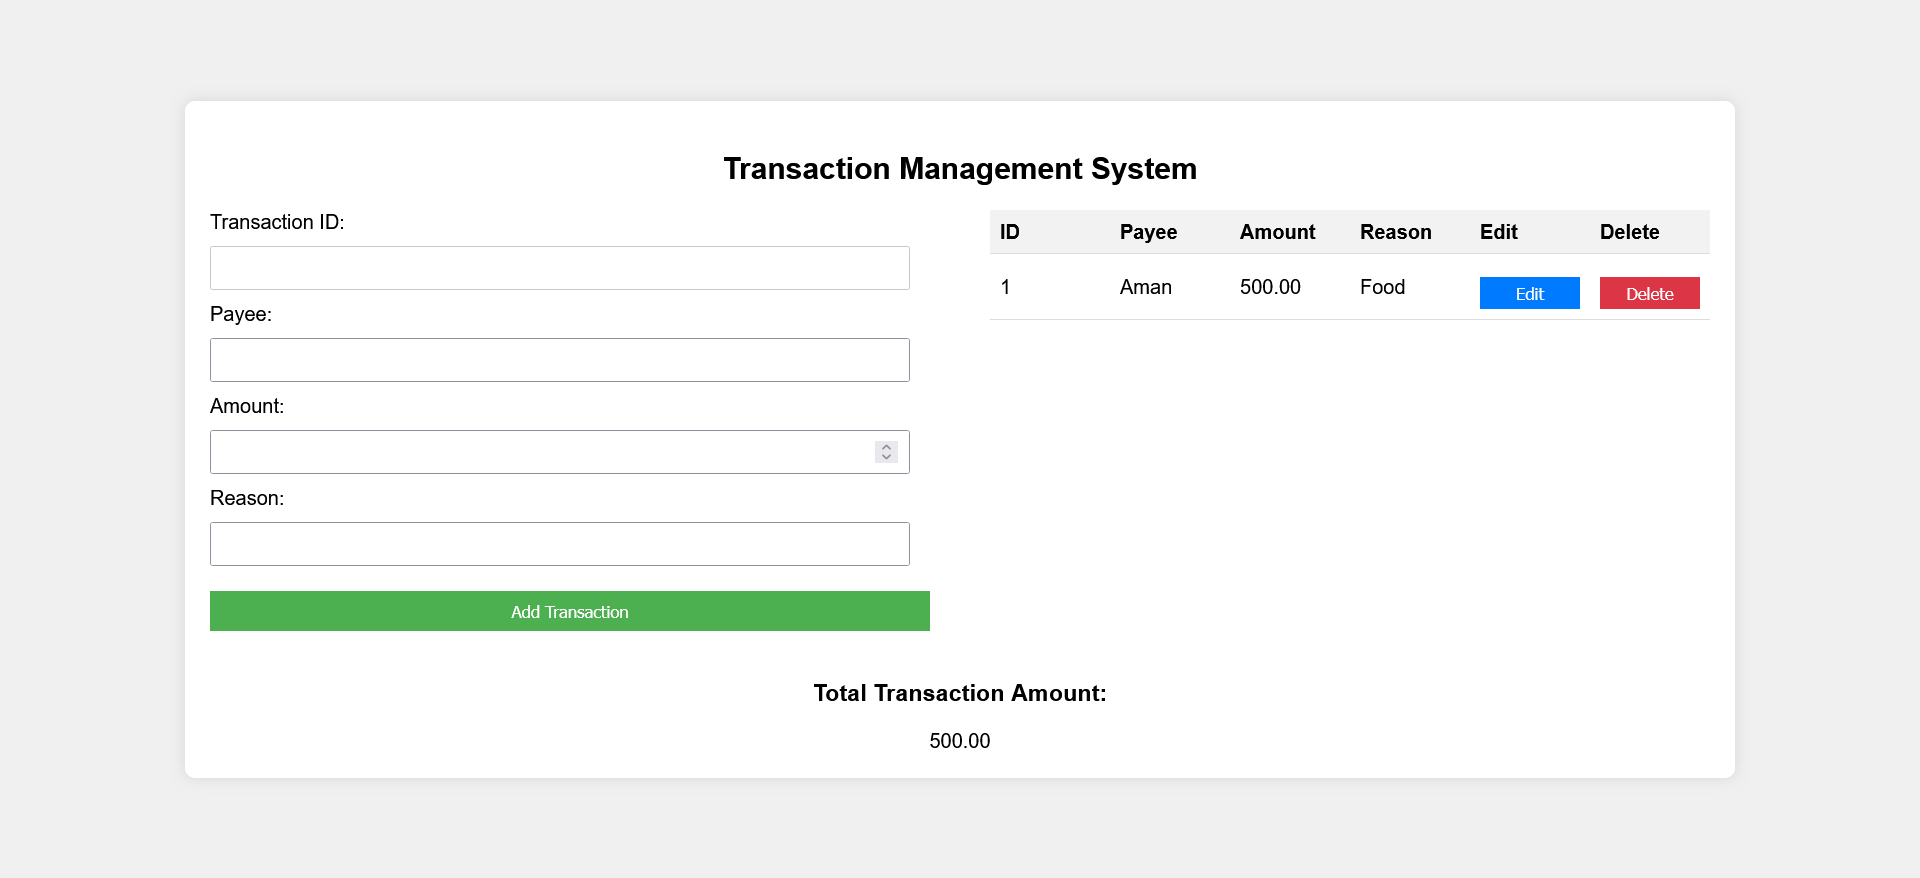 Transaction Management System
Transaction ID:
Payee:
Amount:
Reason:
Add Transaction
ID Payee Amount Reason Edit Delete
1 Aman 500.00 Food Edit Delete
Total Transaction Amount:
500.00